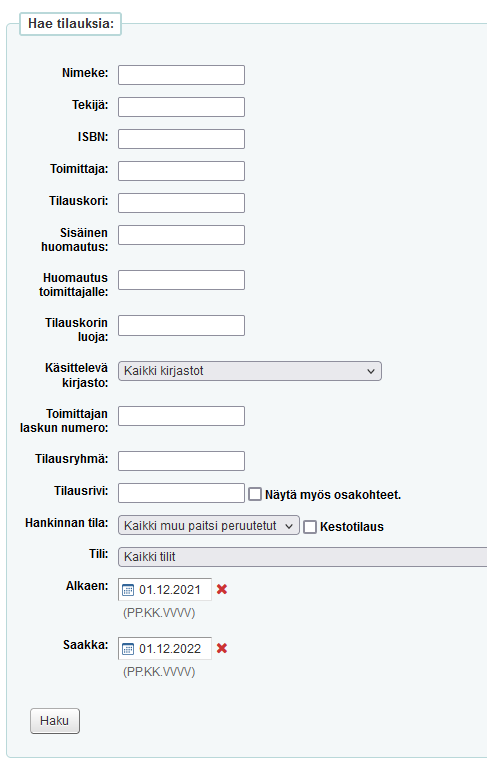 Hae tilauksia:
Nimeke:
Tekijä:
ISBN:
Toimittaja:
Tilauskori:
Sisäinen
huomautus:
Huomautus
toimittajalle:
Tilauskorin
luoja:
Käsittelevä
kirjasto: Kaikki kirjastot
Toimittajan
laskun numero:
Tilausryhmä:
Tilausrivi: Näytä myös osakohteet.
Hankinnan tila: Kaikki muu paitsi peruutetut Kestotilaus
Tili: Kaikki tilit
Alkaen: 01.12.2021
(PP.KK.VVVV)
Saakka: 01.12.2022
(PP.KK.VVVV)
Haku